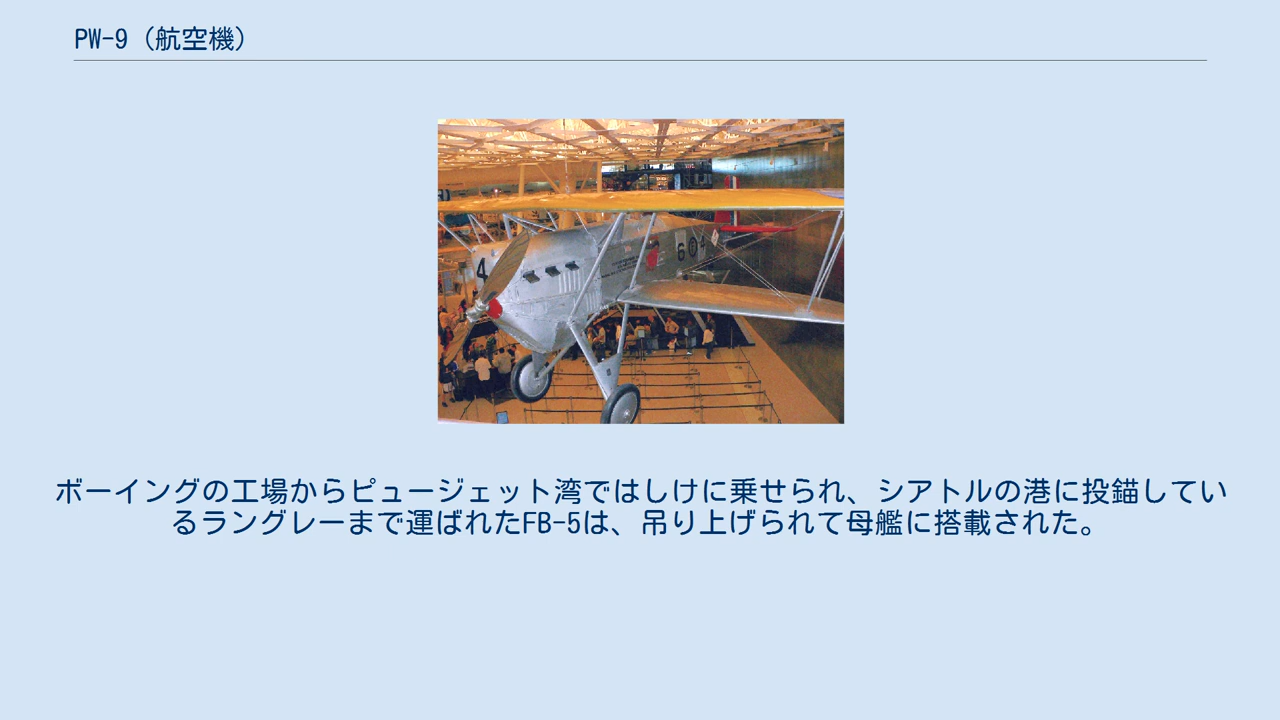 PW-9（航空機）
4
6 4
ボーイングの工場からピュージェット湾ではしけに乗せられ、シアトルの港に投錨してい
るラングレーまで運ばれたFB-5は、吊り上げられて母艦に搭載された。